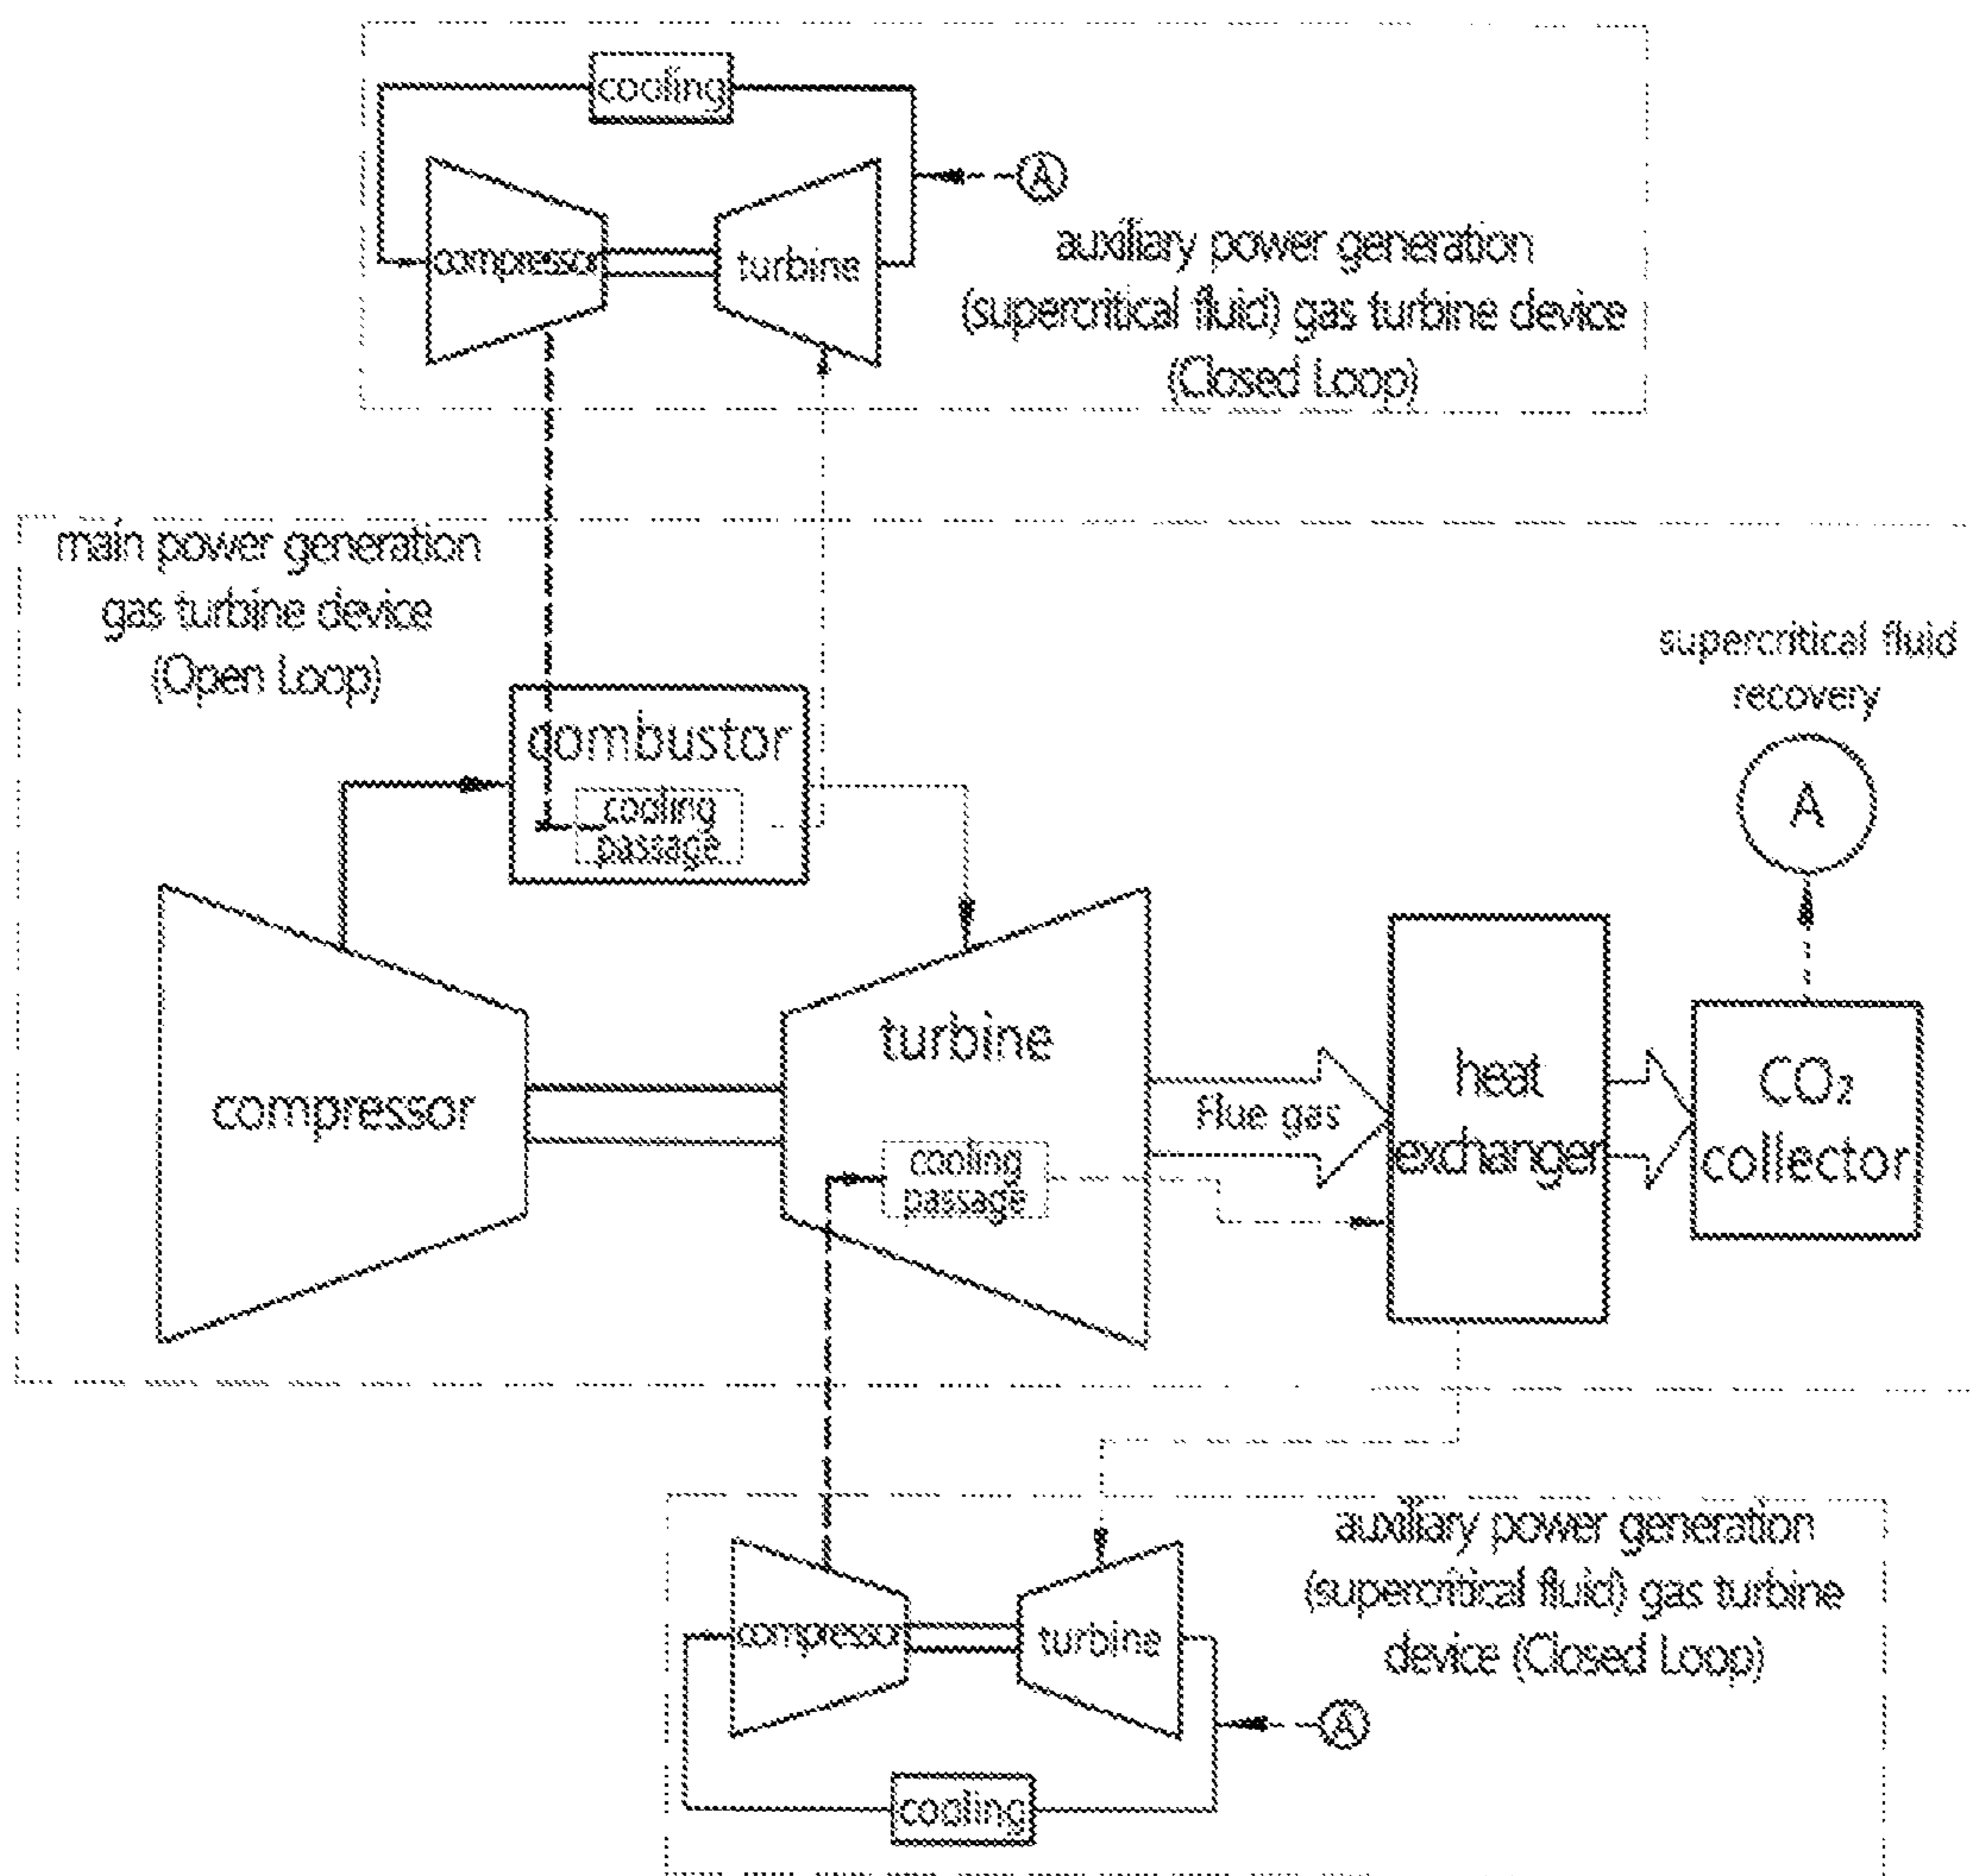 cooling
A
compressor
turbine
auxiliary power generation
(supercritical fluid) gas turbine device
(Closed Loop)
main power generation
gas turbine device
(Open Loop)
supercritical fluid
recovery
A
combustor
cooling
passage
compressor
turbine
cooling
passage
Flue gas
heat
exchanger
CO₂
collector
auxiliary power generation
(supercritical fluid) gas turbine
device (Closed Loop)
compressor
turbine
A
cooling